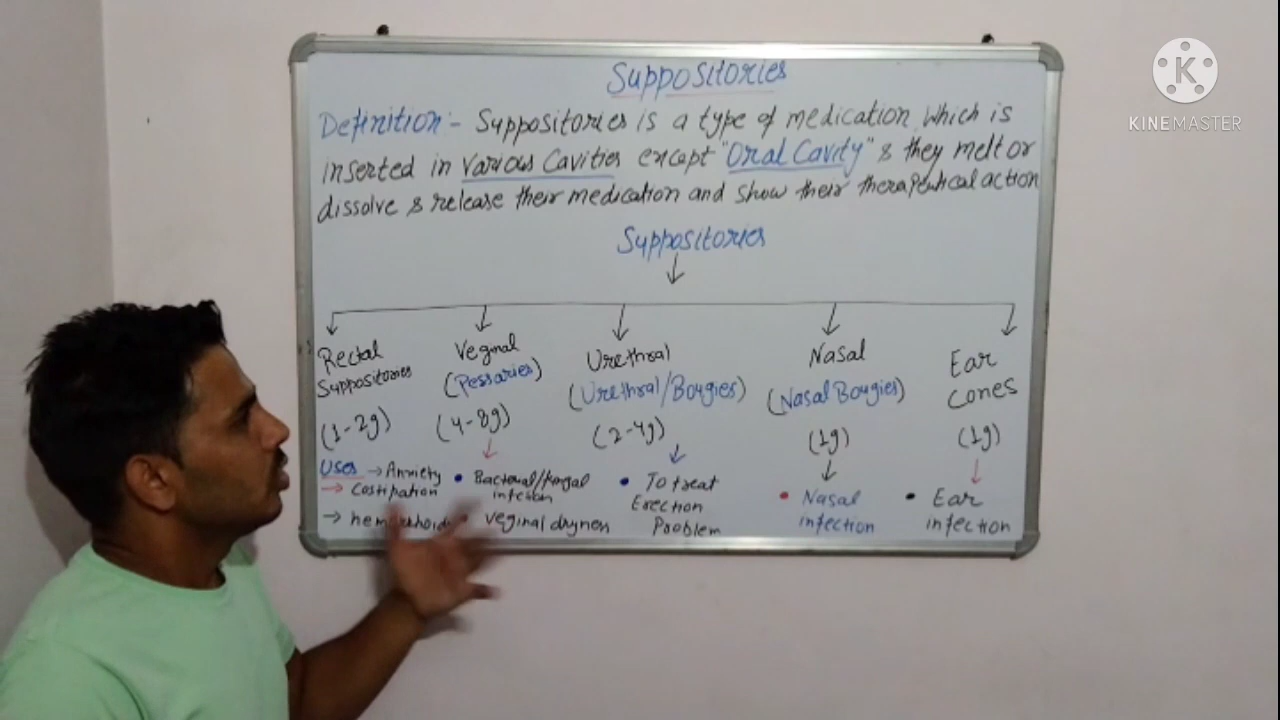 Suppositories
Definition:- Suppositories is a type of medication which is
inserted in various Cavities except "Oral Cavity" & they melt or
dissolve & release their medication and show their therapeutical action
Suppositories
Rectal
Suppositories
(1-2g)
Uses → Anxiety
→ Costipation
→ hemorrhoids
Veginal
(Pessaries)
(4-8g)
• Bacterial/fungal
infection
• Veginal dryness
Urethral
(Urethral/Bougies)
(2-4g)
• To treat
Erection
Problem
Nasal
(Nasal Bougies)
(1g)
• Nasal
infection
Ear
Cones
(1g)
• Ear
infection
K
KINEMASTER